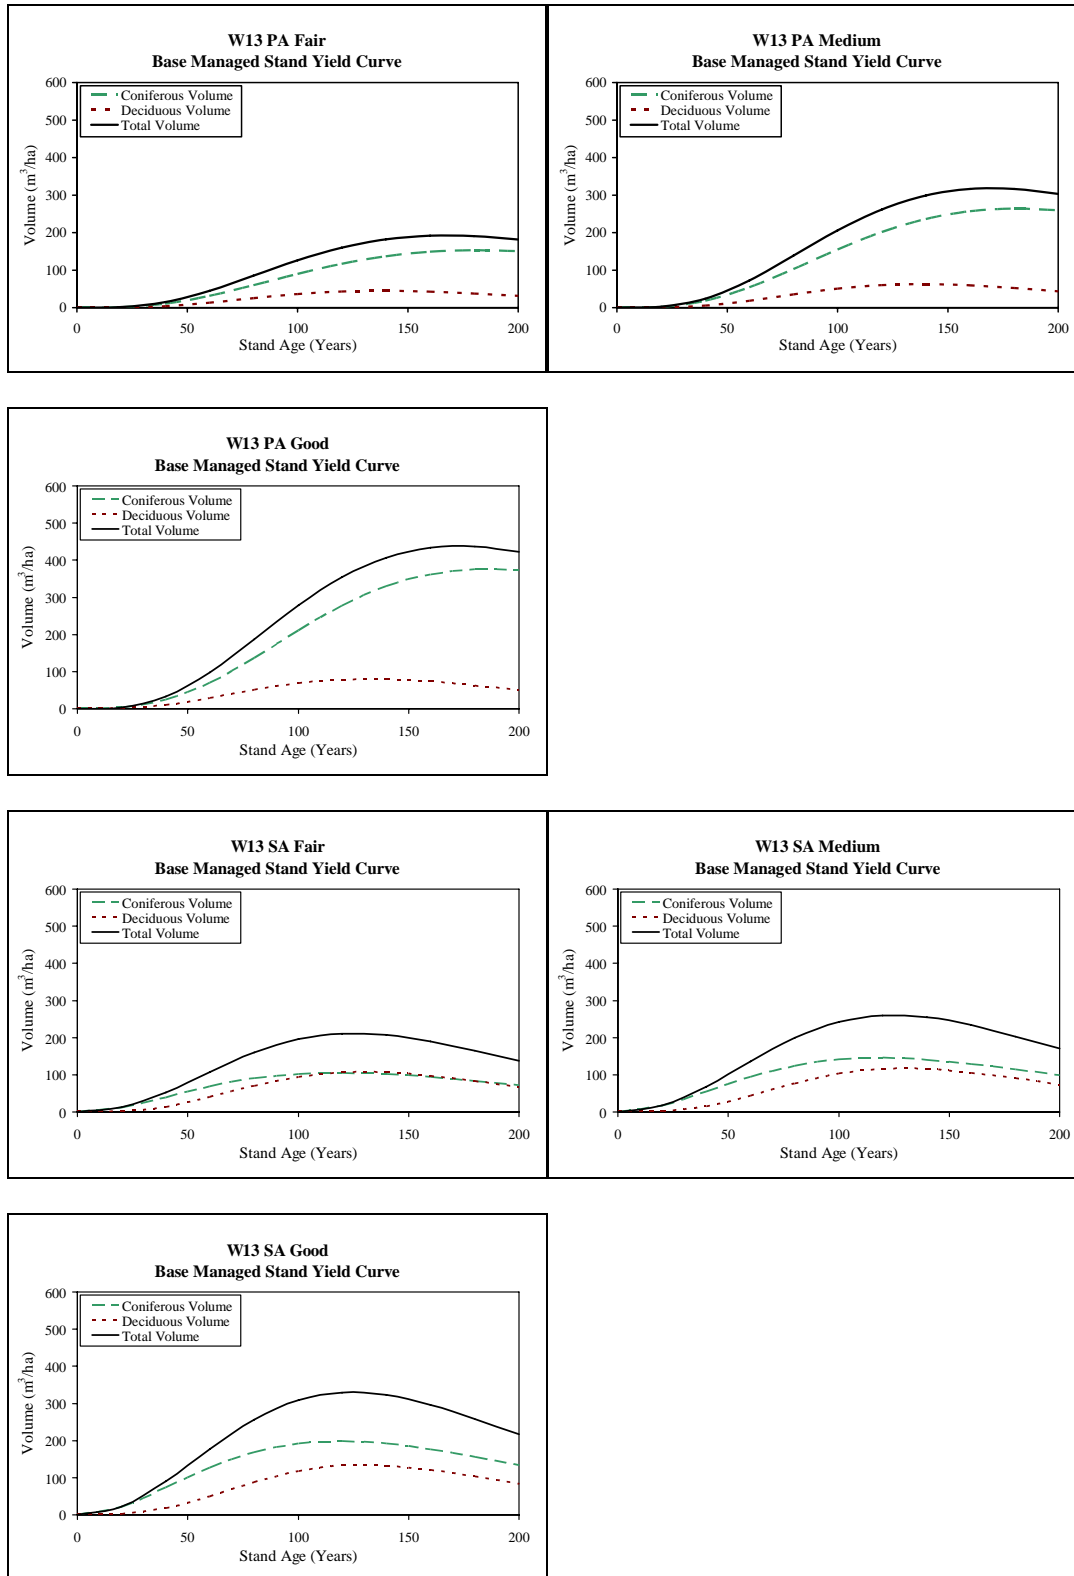 W13 PA Fair
Base Managed Stand Yield Curve
Coniferous Volume
Deciduous Volume
Total Volume
600
500
400
300
200
100
0
Volume (m³/ha)
0 50 100 150 200
Stand Age (Years)
W13 PA Medium
Base Managed Stand Yield Curve
Coniferous Volume
Deciduous Volume
Total Volume
600
500
400
300
200
100
0
Volume (m³/ha)
0 50 100 150 200
Stand Age (Years)
W13 PA Good
Base Managed Stand Yield Curve
Coniferous Volume
Deciduous Volume
Total Volume
600
500
400
300
200
100
0
Volume (m³/ha)
0 50 100 150 200
Stand Age (Years)
W13 SA Fair
Base Managed Stand Yield Curve
Coniferous Volume
Deciduous Volume
Total Volume
600
500
400
300
200
100
0
Volume (m³/ha)
0 50 100 150 200
Stand Age (Years)
W13 SA Medium
Base Managed Stand Yield Curve
Coniferous Volume
Deciduous Volume
Total Volume
600
500
400
300
200
100
0
Volume (m³/ha)
0 50 100 150 200
Stand Age (Years)
W13 SA Good
Base Managed Stand Yield Curve
Coniferous Volume
Deciduous Volume
Total Volume
600
500
400
300
200
100
0
Volume (m³/ha)
0 50 100 150 200
Stand Age (Years)